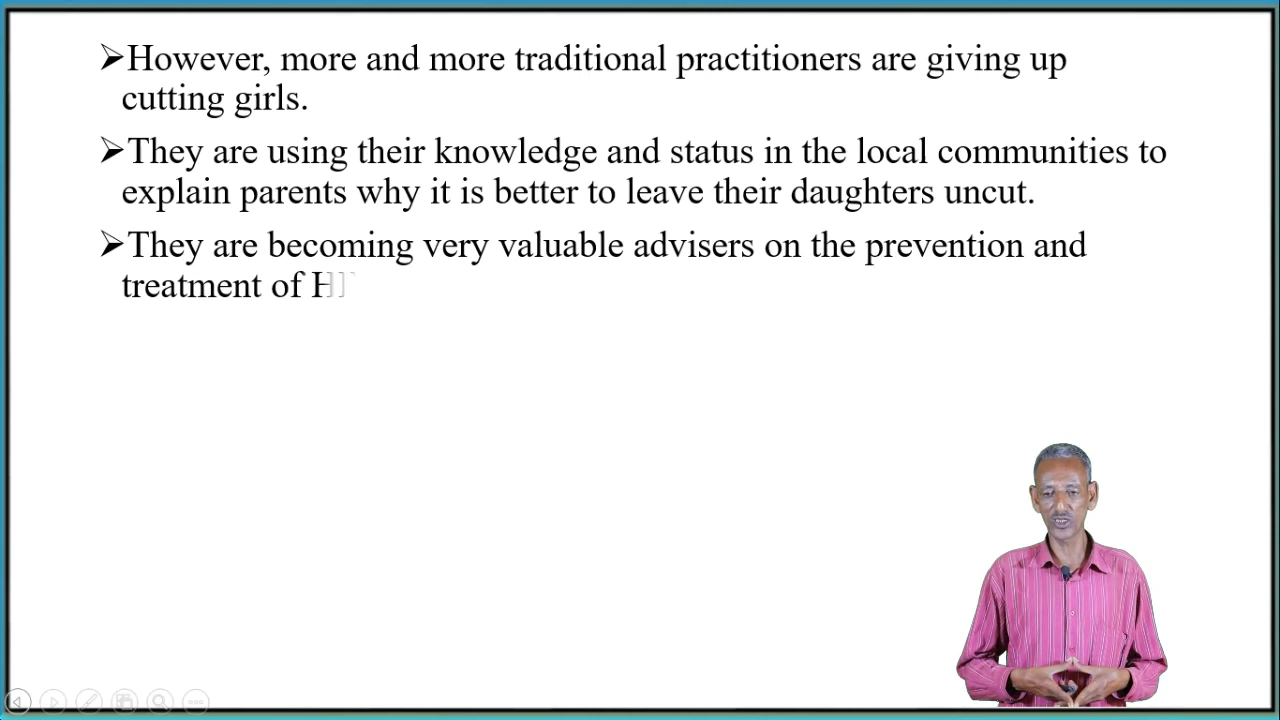 ➢However, more and more traditional practitioners are giving up
cutting girls.
➢They are using their knowledge and status in the local communities to
explain parents why it is better to leave their daughters uncut.
➢They are becoming very valuable advisers on the prevention and
treatment of